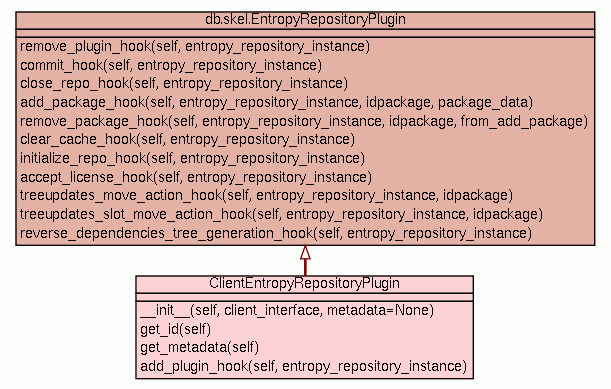 db.skel.EntropyRepositoryPlugin
remove_plugin_hook(self, entropy_repository_instance)
commit_hook(self, entropy_repository_instance)
close_repo_hook(self, entropy_repository_instance)
add_package_hook(self, entropy_repository_instance, idpackage, package_data)
remove_package_hook(self, entropy_repository_instance, idpackage, from_add_package)
clear_cache_hook(self, entropy_repository_instance)
initialize_repo_hook(self, entropy_repository_instance)
accept_license_hook(self, entropy_repository_instance)
treeupdates_move_action_hook(self, entropy_repository_instance, idpackage)
treeupdates_slot_move_action_hook(self, entropy_repository_instance, idpackage)
reverse_dependencies_tree_generation_hook(self, entropy_repository_instance)
ClientEntropyRepositoryPlugin
__init__(self, client_interface, metadata=None)
get_id(self)
get_metadata(self)
add_plugin_hook(self, entropy_repository_instance)